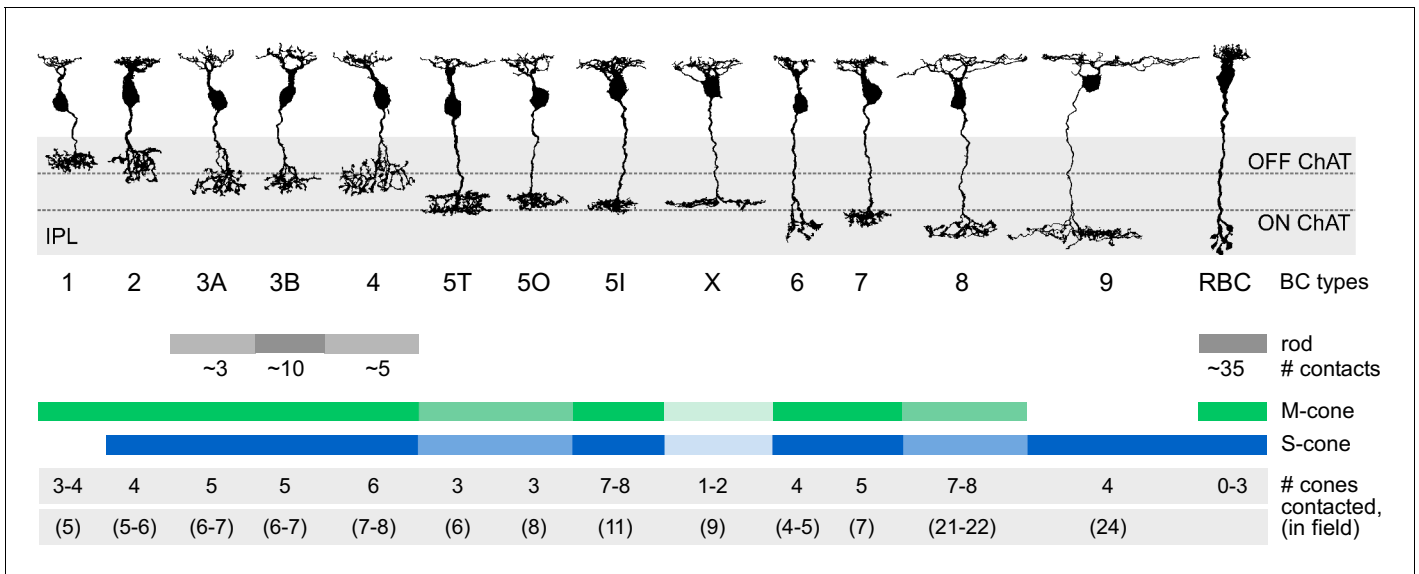 OFF ChAT
ON ChAT
IPL
1 2 3A 3B 4 5T 5O 5I X 6 7 8 9 RBC BC types
rod
~3 ~10 ~5 ~35 # contacts
M-cone
S-cone
3-4 4 5 5 6 3 3 7-8 1-2 4 5 7-8 4 0-3 # cones
contacted,
(5) (5-6) (6-7) (6-7) (7-8) (6) (8) (11) (9) (4-5) (7) (21-22) (24) (in field)